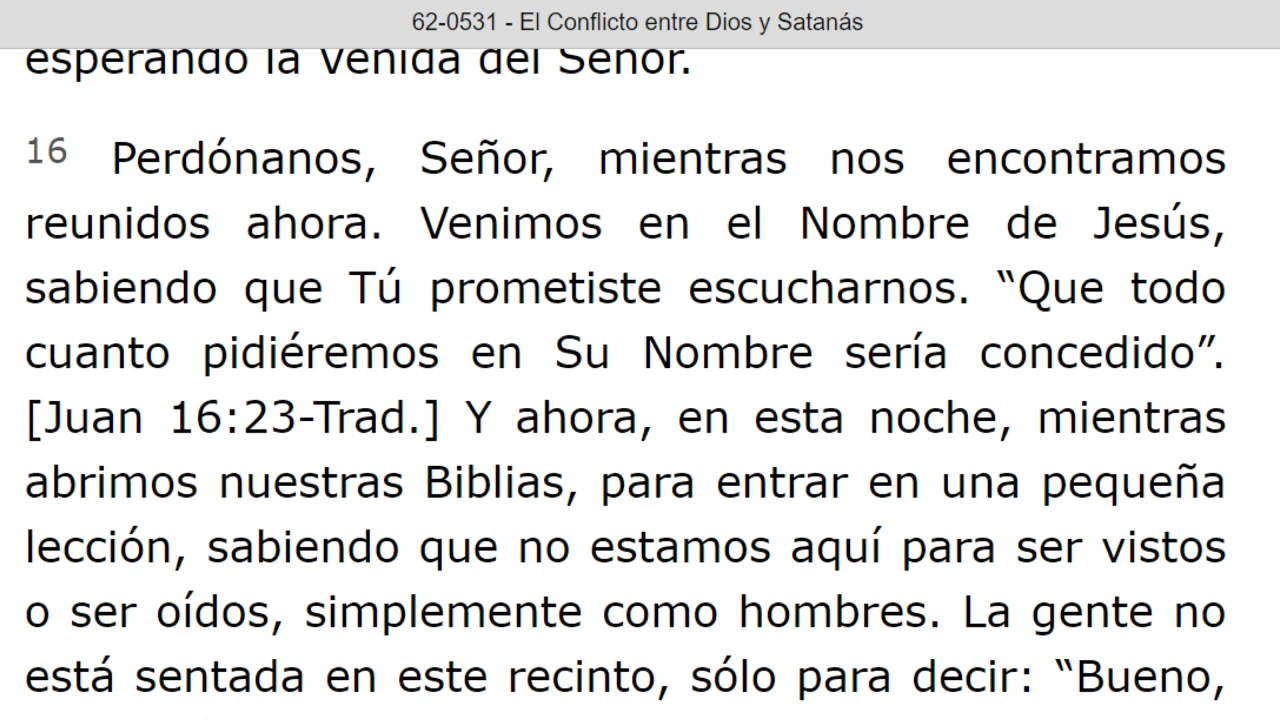 62-0531 - El Conflicto entre Dios y Satanás
esperando la Venida del Señor.
16 Perdónanos, Señor, mientras nos encontramos
reunidos ahora. Venimos en el Nombre de Jesús,
sabiendo que Tú prometiste escucharnos. “Que todo
cuanto pidiéremos en Su Nombre sería concedido”.
[Juan 16:23-Trad.] Y ahora, en esta noche, mientras
abrimos nuestras Biblias, para entrar en una pequeña
lección, sabiendo que no estamos aquí para ser vistos
o ser oídos, simplemente como hombres. La gente no
está sentada en este recinto, sólo para decir: “Bueno,